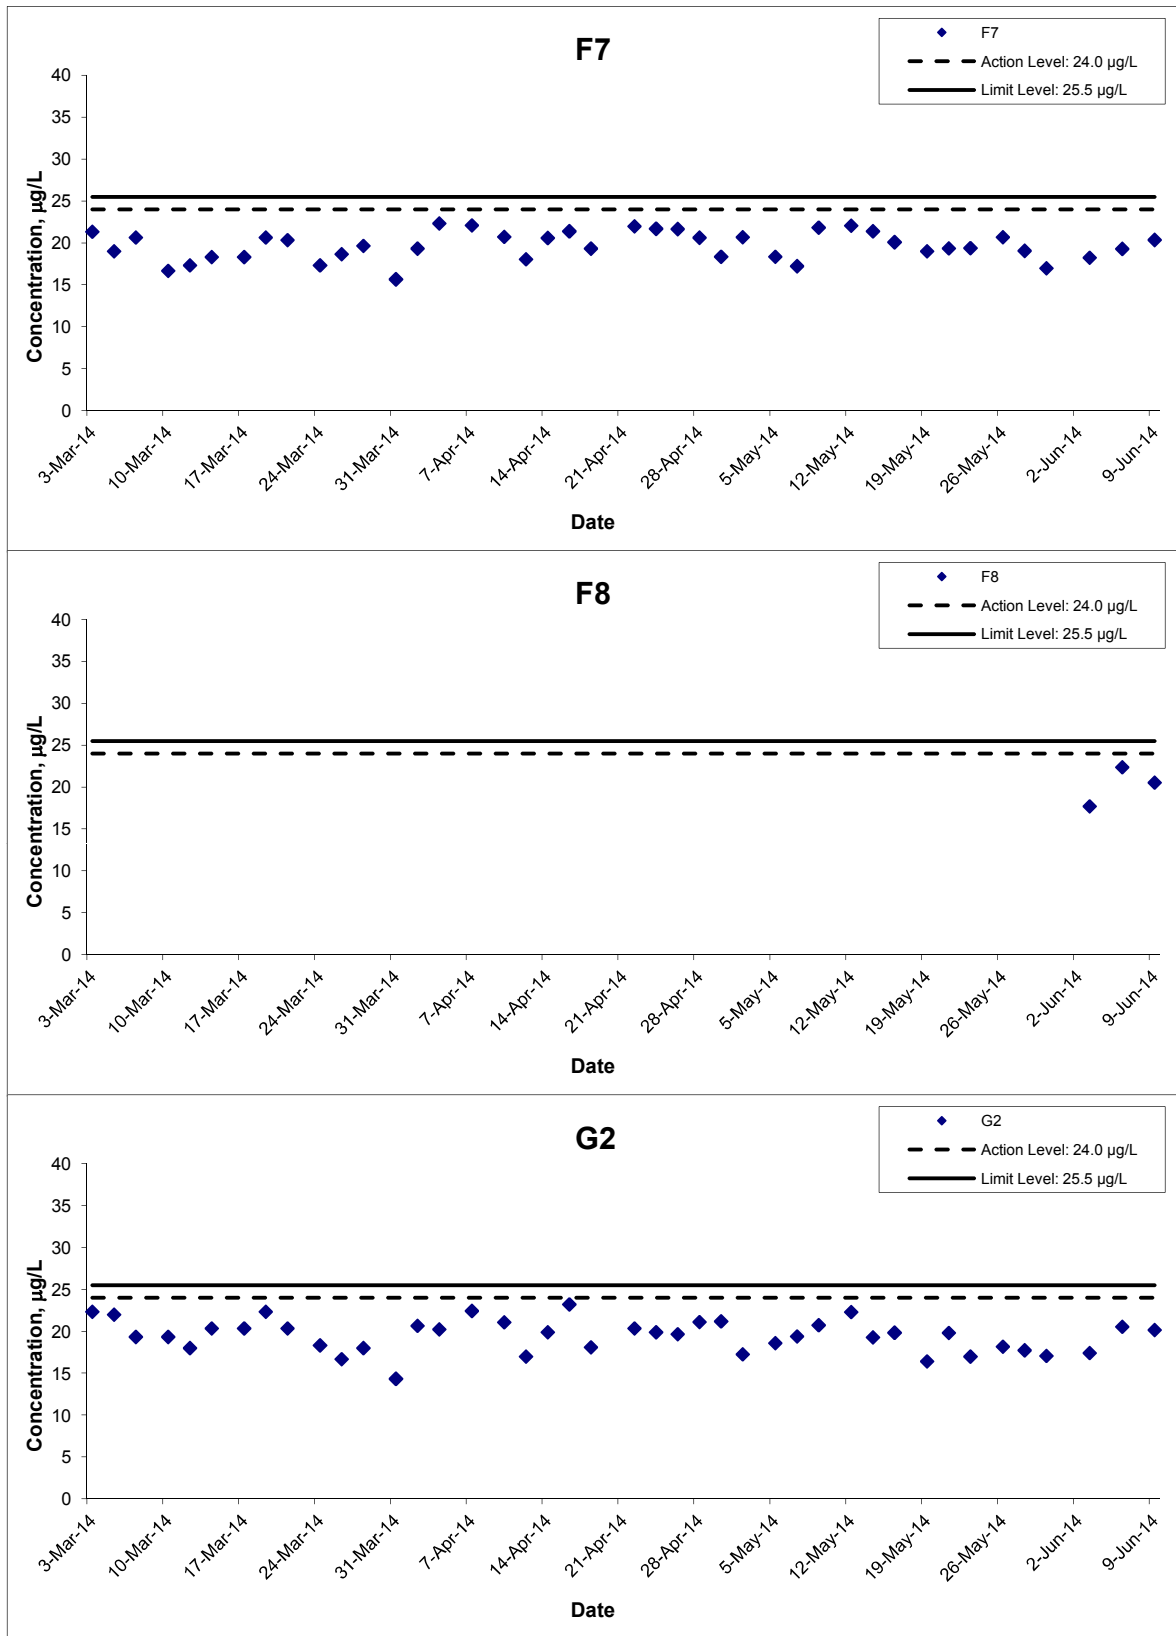 F7
F7
Action Level: 24.0 µg/L
Limit Level: 25.5 µg/L
40
35
30
25
20
15
10
5
0
Concentration, µg/L
3-Mar-14
10-Mar-14
17-Mar-14
24-Mar-14
31-Mar-14
7-Apr-14
14-Apr-14
21-Apr-14
28-Apr-14
5-May-14
12-May-14
19-May-14
26-May-14
2-Jun-14
9-Jun-14
Date
F8
F8
Action Level: 24.0 µg/L
Limit Level: 25.5 µg/L
40
35
30
25
20
15
10
5
0
Concentration, µg/L
3-Mar-14
10-Mar-14
17-Mar-14
24-Mar-14
31-Mar-14
7-Apr-14
14-Apr-14
21-Apr-14
28-Apr-14
5-May-14
12-May-14
19-May-14
26-May-14
2-Jun-14
9-Jun-14
Date
G2
G2
Action Level: 24.0 µg/L
Limit Level: 25.5 µg/L
40
35
30
25
20
15
10
5
0
Concentration, µg/L
3-Mar-14
10-Mar-14
17-Mar-14
24-Mar-14
31-Mar-14
7-Apr-14
14-Apr-14
21-Apr-14
28-Apr-14
5-May-14
12-May-14
19-May-14
26-May-14
2-Jun-14
9-Jun-14
Date